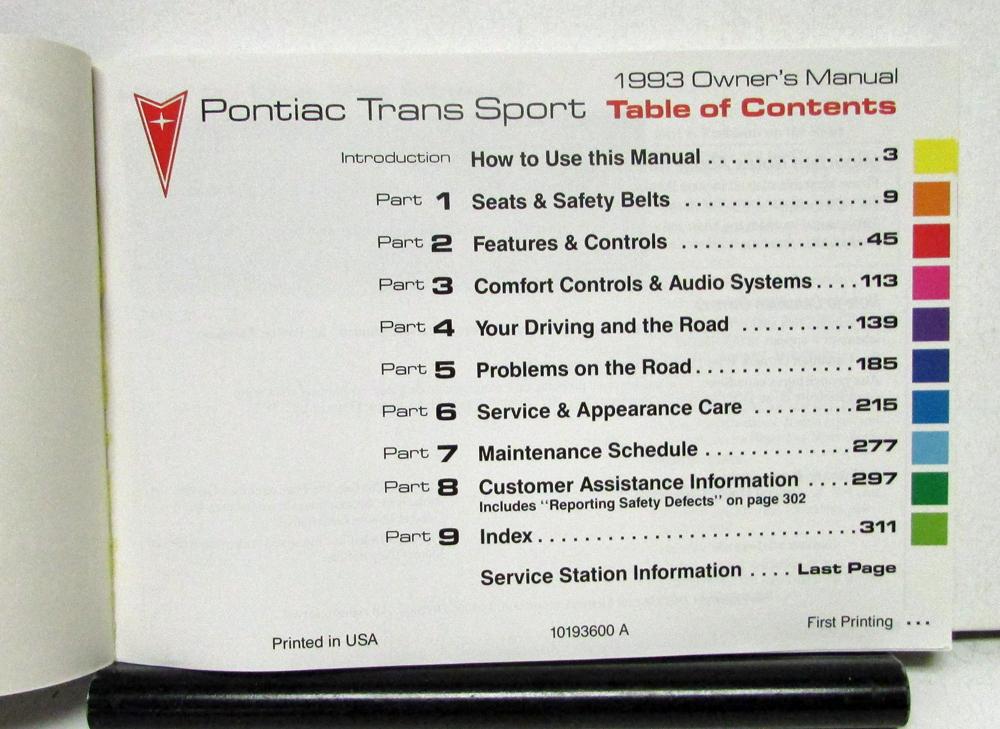 1993 Owner's Manual
Pontiac Trans Sport Table of Contents
Introduction How to Use this Manual . . . . . . . . . . . . . . . 3
Part 1 Seats & Safety Belts . . . . . . . . . . . . . . . . . 9
Part 2 Features & Controls . . . . . . . . . . . . . . . . 45
Part 3 Comfort Controls & Audio Systems . . . . 113
Part 4 Your Driving and the Road . . . . . . . . . . 139
Part 5 Problems on the Road . . . . . . . . . . . . . . 185
Part 6 Service & Appearance Care . . . . . . . . . 215
Part 7 Maintenance Schedule . . . . . . . . . . . . . 277
Part 8 Customer Assistance Information . . . . 297
Includes "Reporting Safety Defects" on page 302
Part 9 Index . . . . . . . . . . . . . . . . . . . . . . . . . . . . . 311
Service Station Information . . . . Last Page
Printed in USA 10193600 A First Printing . . .